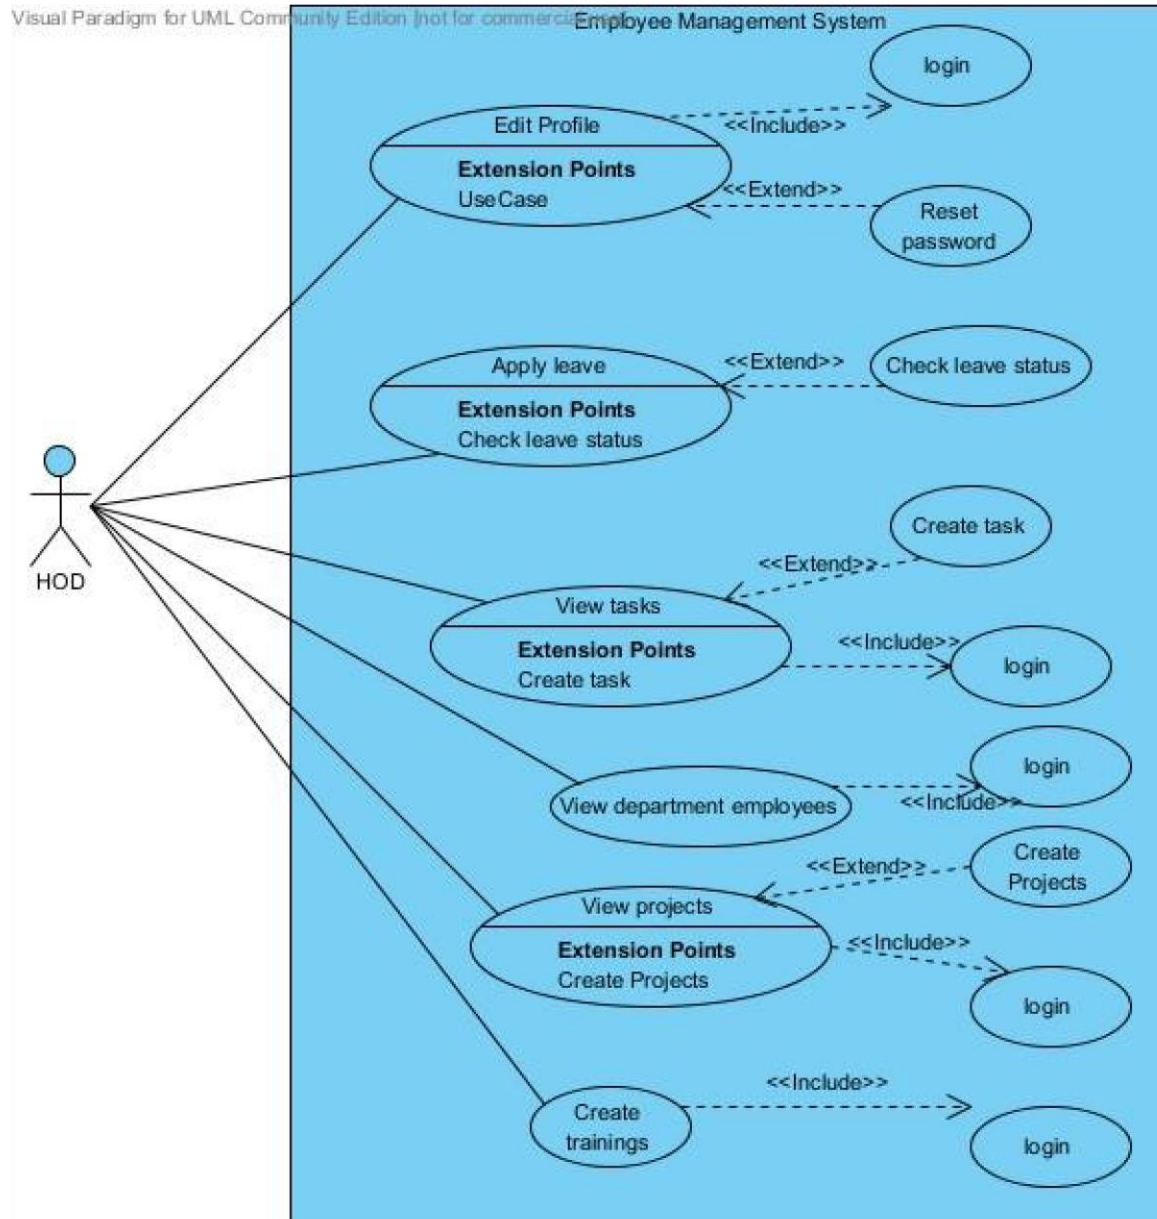 Visual Paradigm for UML Community Edition [not for commercial use]
Employee Management System
login
Edit Profile
<<Include>>
Extension Points
UseCase
<<Extend>>
Reset
password
Apply leave
<<Extend>>
Check leave status
Extension Points
Check leave status
HOD
Create task
<<Extend>>
View tasks
Extension Points
Create task
<<Include>>
login
login
View department employees
<<Include>>
Create
Projects
<<Extend>>
View projects
Extension Points
Create Projects
<<Include>>
login
<<Include>>
Create
trainings
login